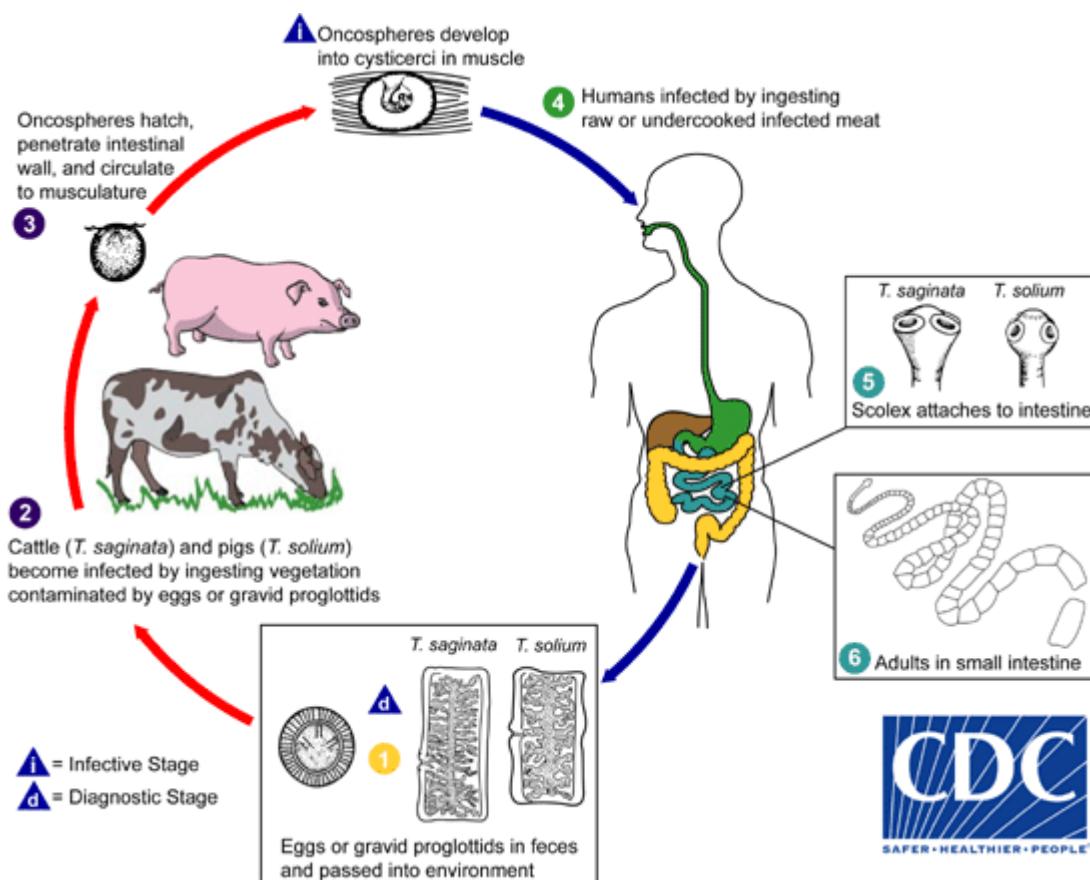 i
Oncospheres develop
into cysticerci in muscle
4
Humans infected by ingesting
raw or undercooked infected meat
Oncospheres hatch,
penetrate intestinal
wall, and circulate
to musculature
3
T. saginata T. solium
5
Scolex attaches to intestine
2
Cattle (T. saginata) and pigs (T. solium)
become infected by ingesting vegetation
contaminated by eggs or gravid proglottids
6 Adults in small intestine
T. saginata T. solium
d
1
Eggs or gravid proglottids in feces
and passed into environment
i = Infective Stage
d = Diagnostic Stage
CDC
SAFER•HEALTHIER•PEOPLE